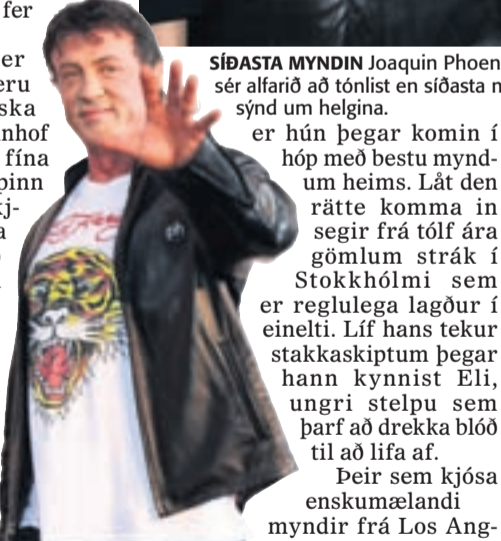 fer
er
eru
ska
nhof
fína
pinn
kj-
a
SÍÐASTA MYNDIN Joaquin Phoen
sér alfarið að tónlist en síðasta
sýnd um helgina.
er hún þegar komin í
hóp með bestu mynd-
um heims. Låt den
rätte komma in
segir frá tólf ára
gömlum strák í
Stokkhólmi sem
er reglulega lagður í
einelti. Líf hans tekur
stakkaskiptum þegar
hann kynnist Eli,
ungri stelpu sem
þarf að drekka blóð
til að lifa af.
Þeir sem kjósa
enskumælandi
myndir frá Los Ang-